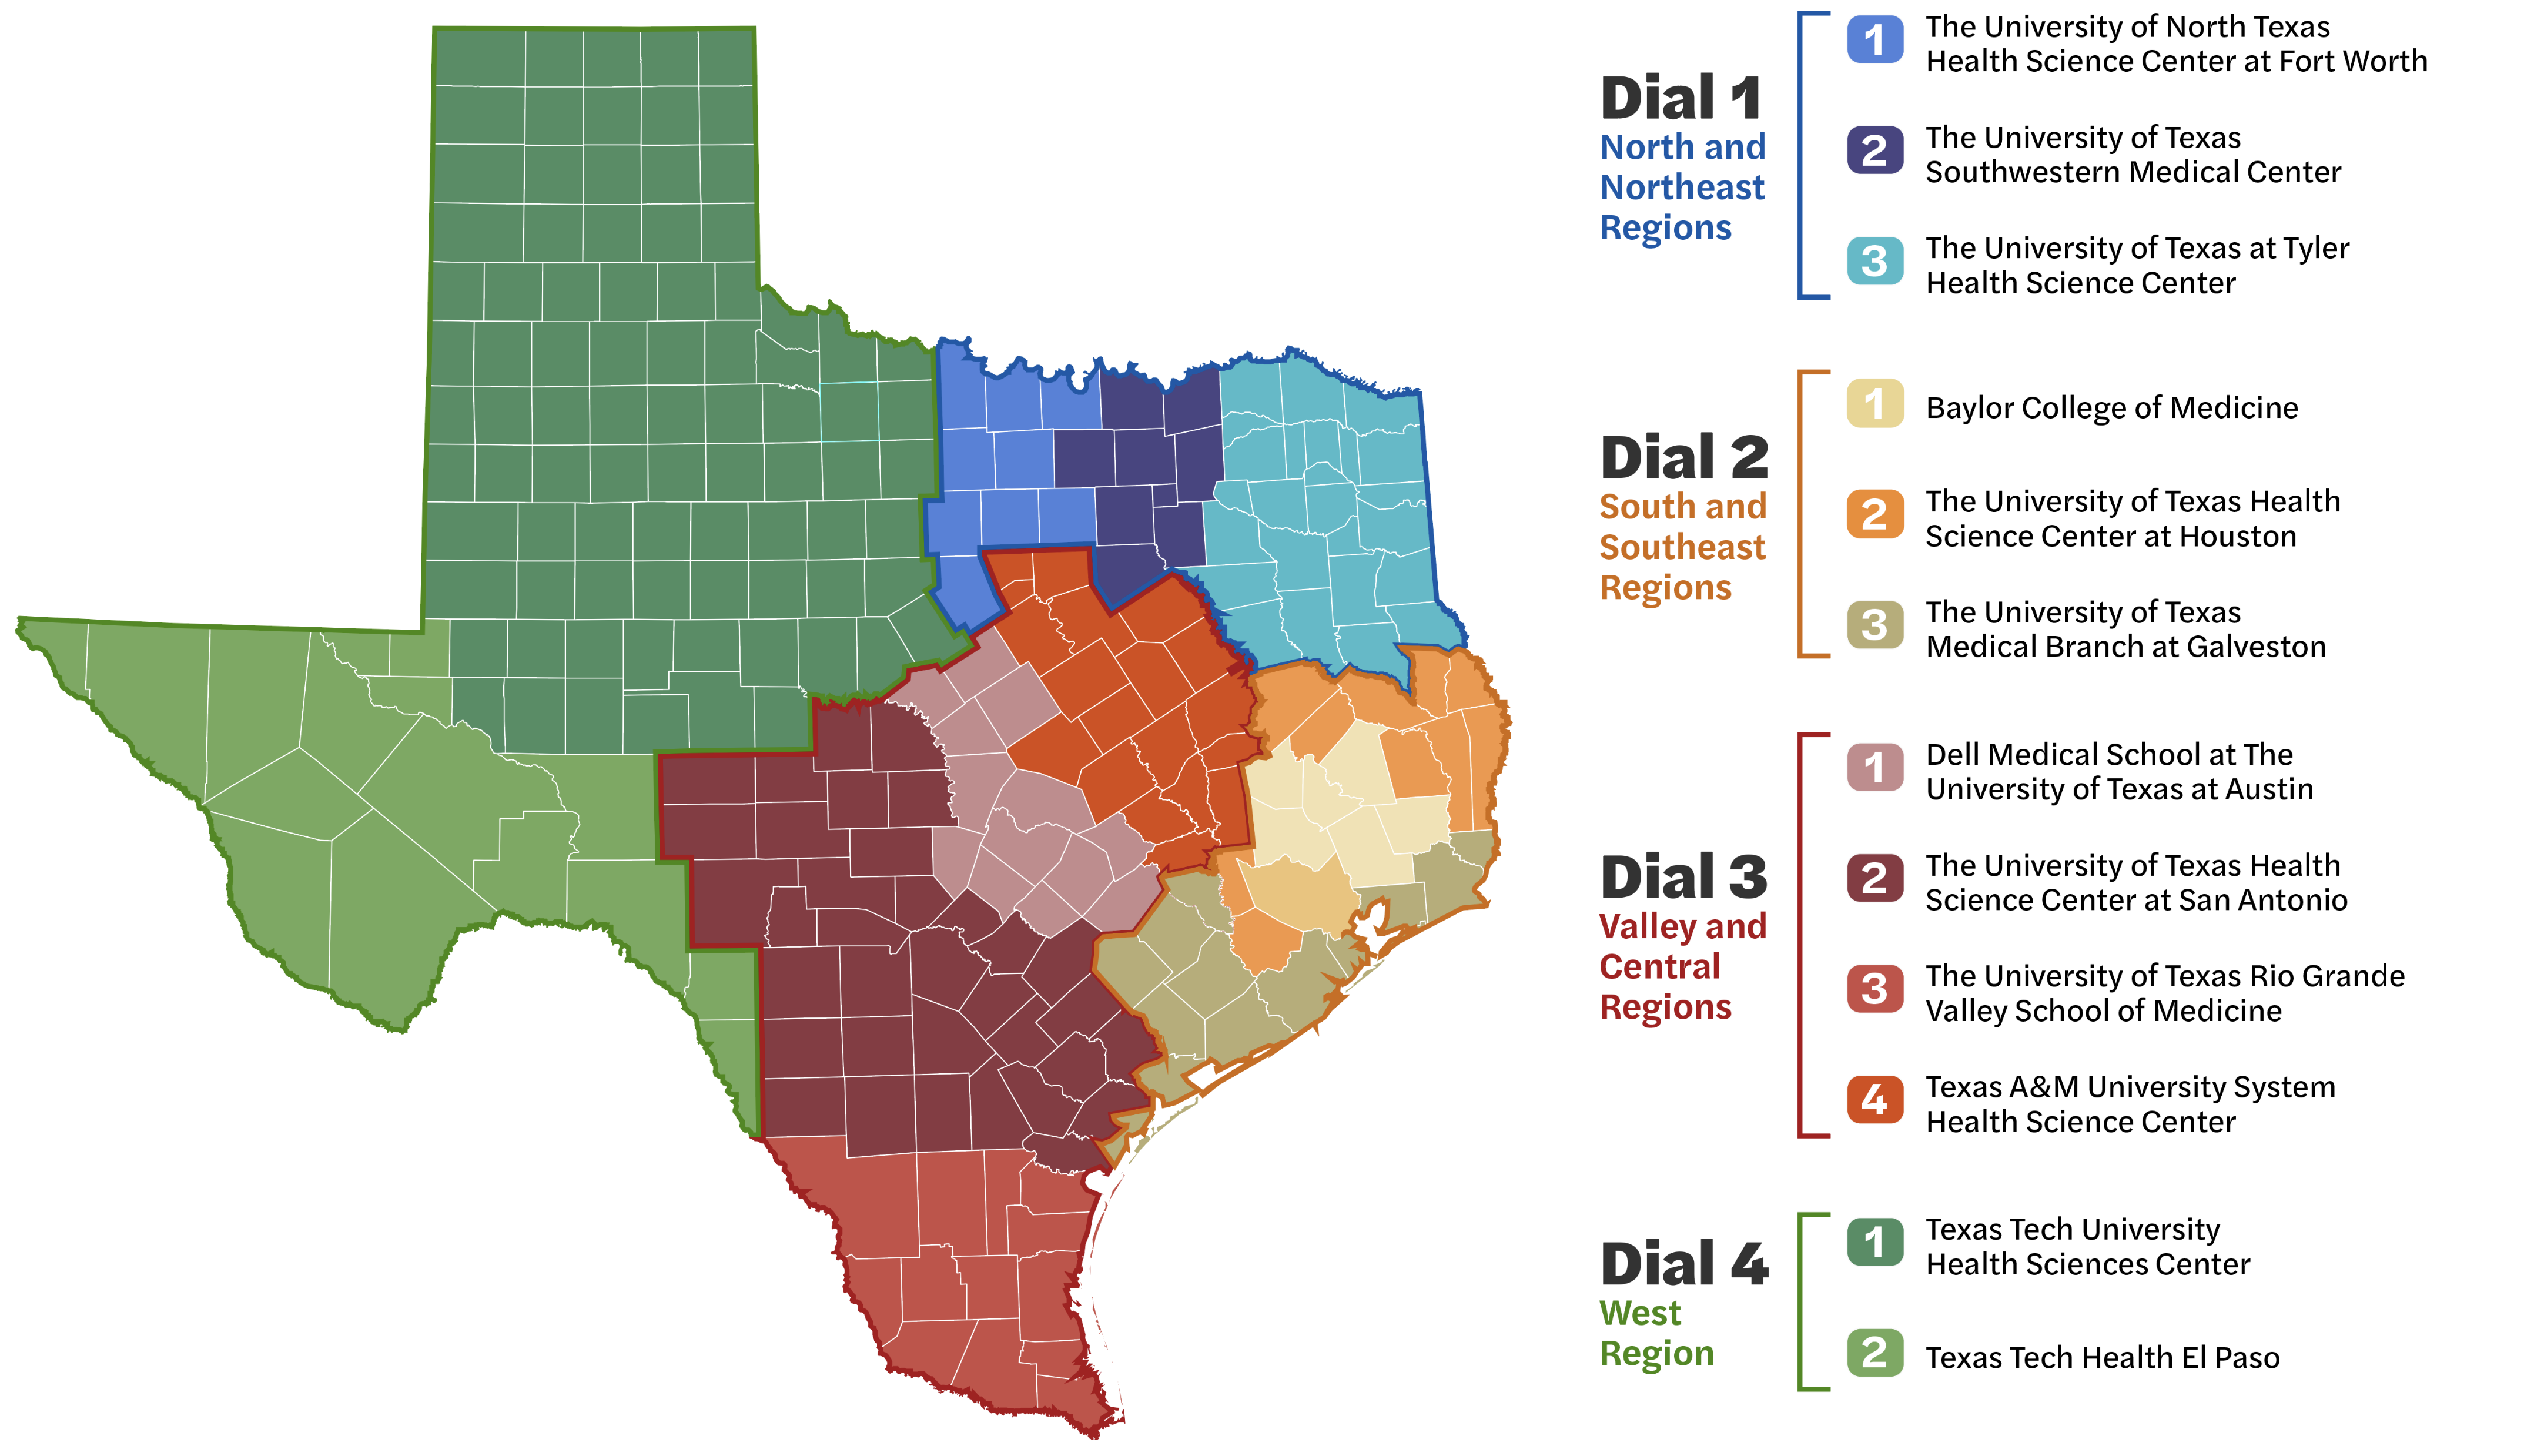 Dial 1
North and
Northeast
Regions
1
The University of North Texas
Health Science Center at Fort Worth
2
The University of Texas
Southwestern Medical Center
3
The University of Texas at Tyler
Health Science Center
Dial 2
South and
Southeast
Regions
1
Baylor College of Medicine
2
The University of Texas Health
Science Center at Houston
3
The University of Texas
Medical Branch at Galveston
Dial 3
Valley and
Central
Regions
1
Dell Medical School at The
University of Texas at Austin
2
The University of Texas Health
Science Center at San Antonio
3
The University of Texas Rio Grande
Valley School of Medicine
4
Texas A&M University System
Health Science Center
Dial 4
West
Region
1
Texas Tech University
Health Sciences Center
2
Texas Tech Health El Paso